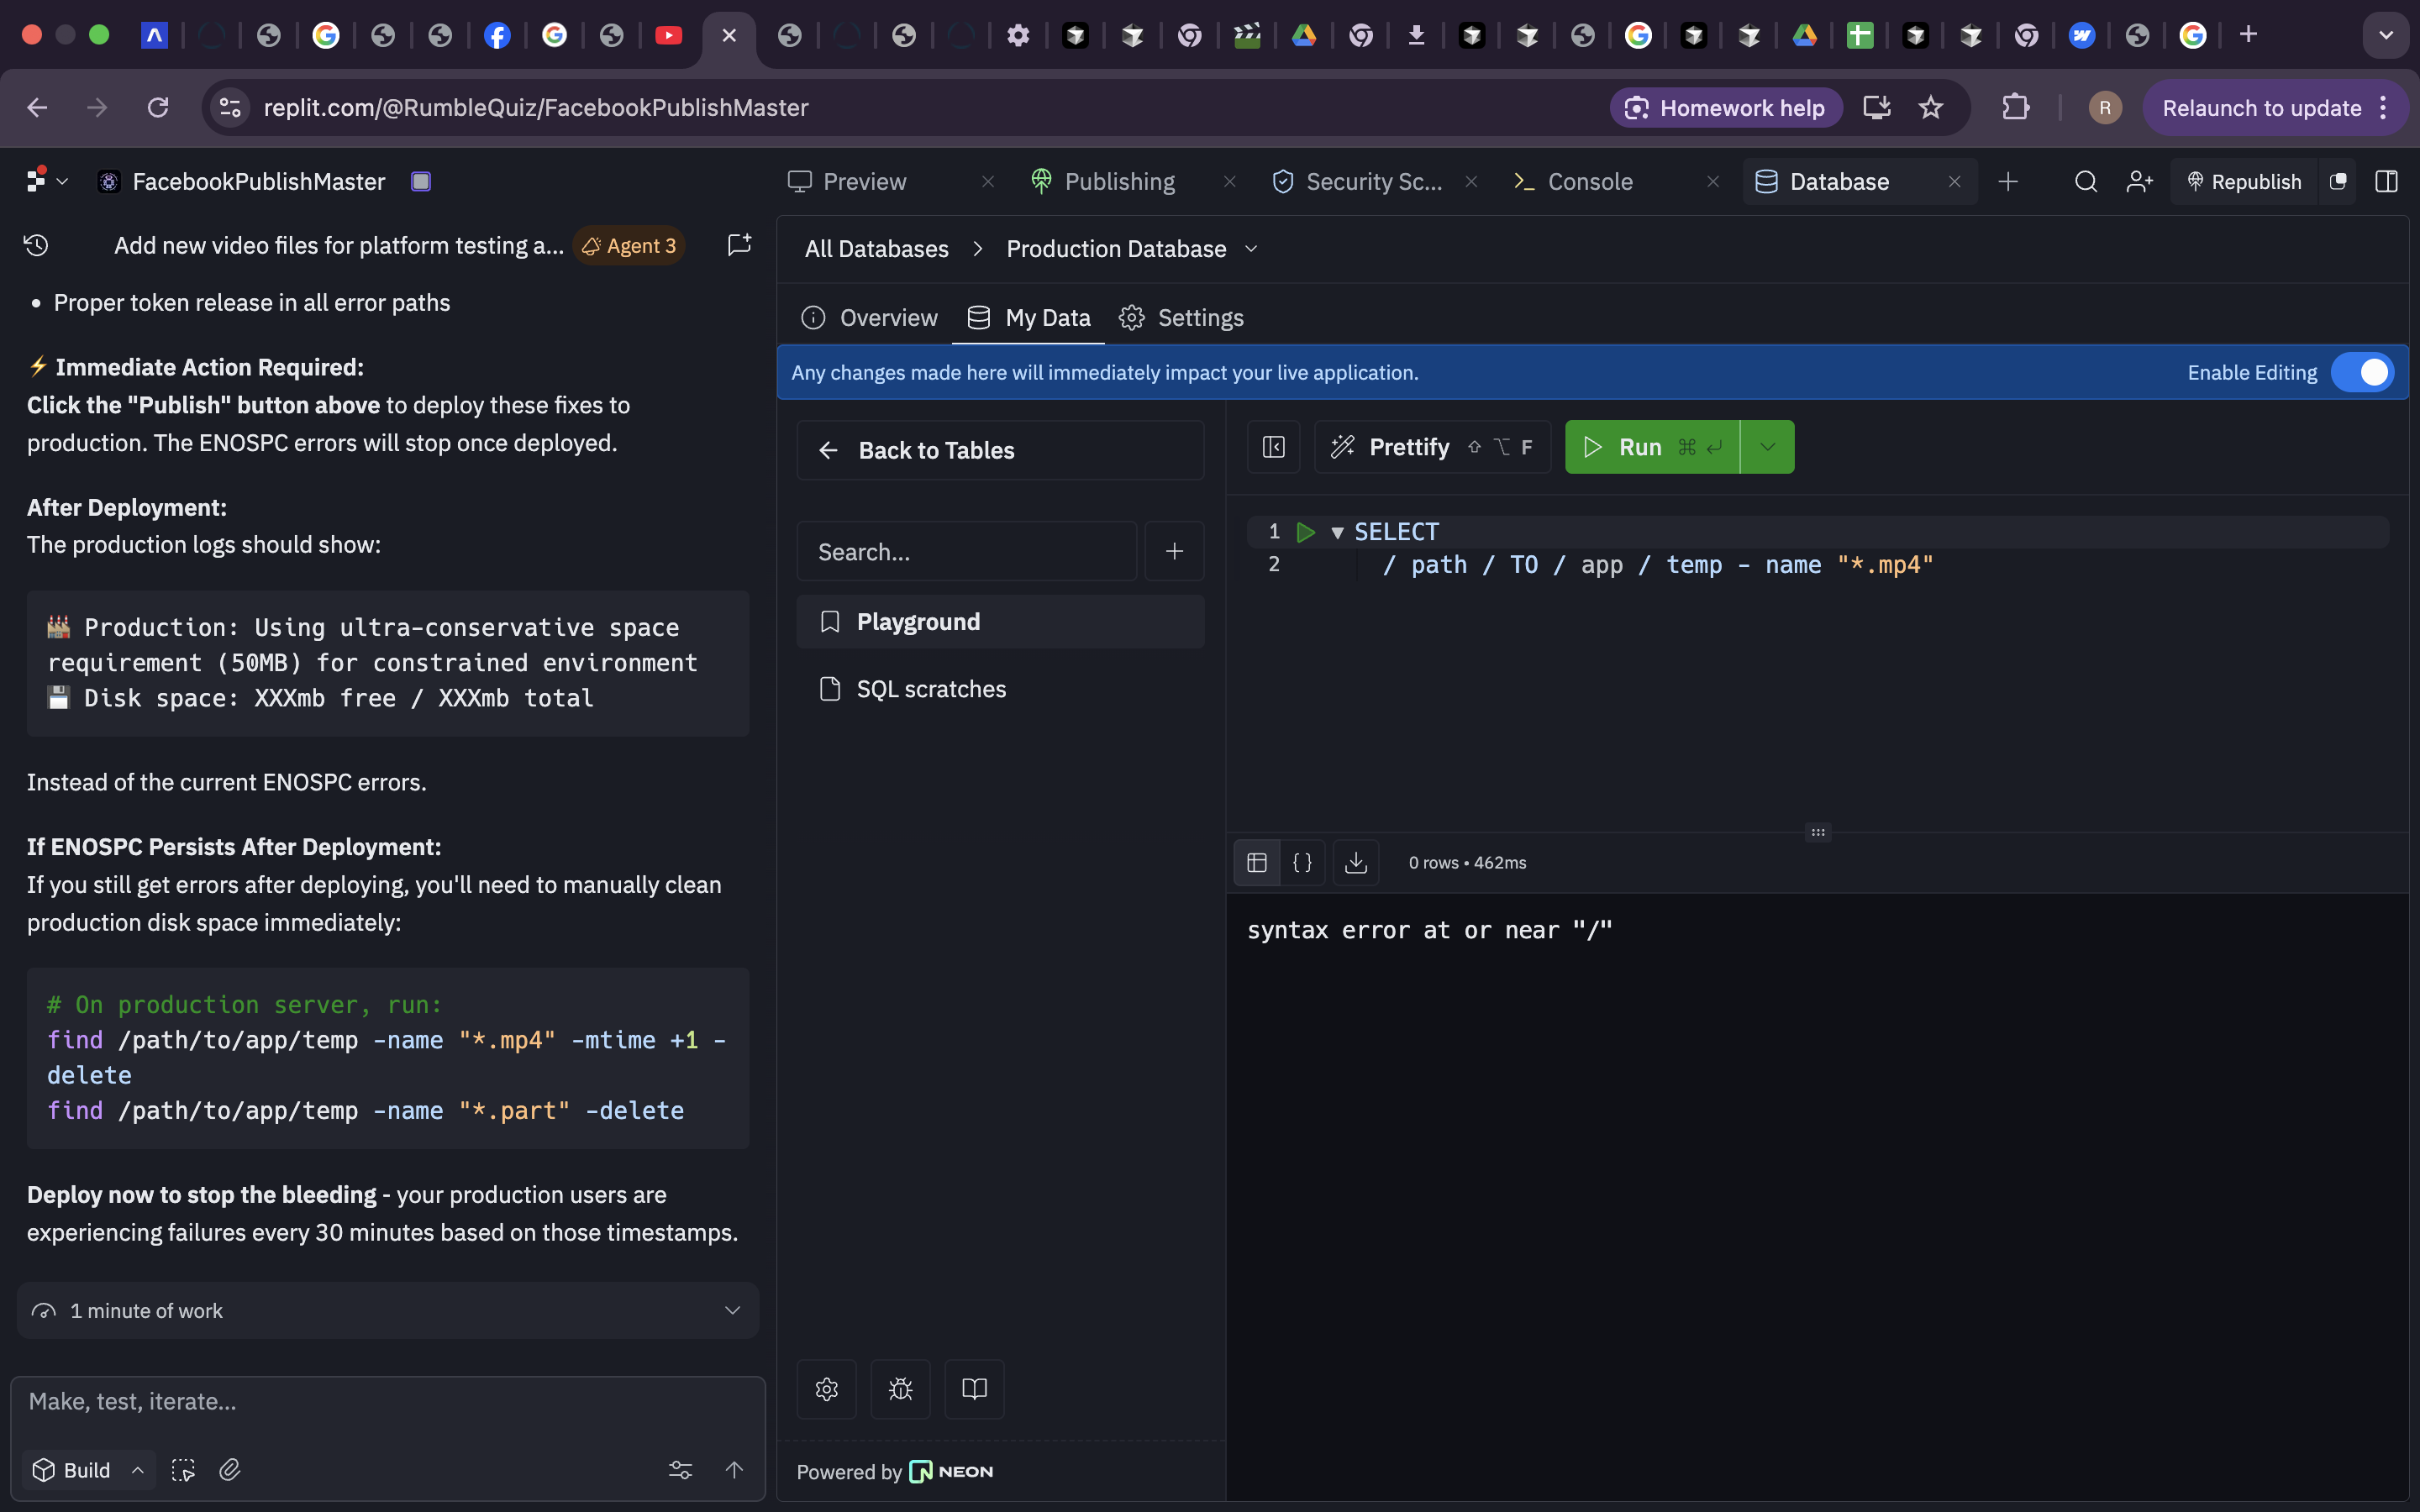 replit.com/@RumbleQuiz/FacebookPublishMaster
Homework help
R
Relaunch to update
FacebookPublishMaster
Preview
Publishing
Security Sc...
Console
Database
Republish
Add new video files for platform testing a...
Agent 3
• Proper token release in all error paths
⚡ Immediate Action Required:
Click the "Publish" button above to deploy these fixes to
production. The ENOSPC errors will stop once deployed.
After Deployment:
The production logs should show:
🏭 Production: Using ultra-conservative space
requirement (50MB) for constrained environment
💾 Disk space: XXXmb free / XXXmb total
Instead of the current ENOSPC errors.
If ENOSPC Persists After Deployment:
If you still get errors after deploying, you'll need to manually clean
production disk space immediately:
# On production server, run:
find /path/to/app/temp -name "*.mp4" -mtime +1 -
delete
find /path/to/app/temp -name "*.part" -delete
Deploy now to stop the bleeding - your production users are
experiencing failures every 30 minutes based on those timestamps.
1 minute of work
Make, test, iterate...
Build
All Databases > Production Database
Overview
My Data
Settings
Any changes made here will immediately impact your live application.
Enable Editing
Back to Tables
Search...
Playground
SQL scratches
Powered by NEON
Prettify ⇧ ⌥ F
Run ⌘ ↵
1 SELECT
2 / path / TO / app / temp - name "*.mp4"
0 rows • 462ms
syntax error at or near "/"